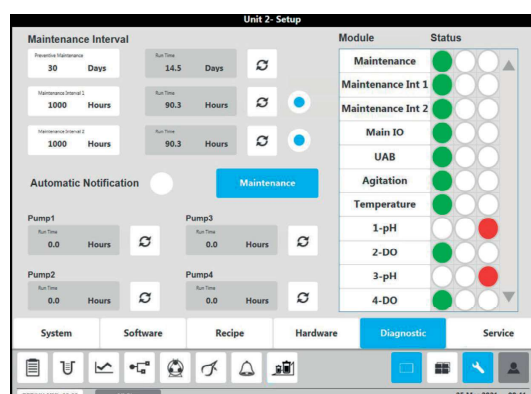 Unit 2- Setup
Maintenance Interval
Module Status
Preventive Maintenance
30 Days
Run Time
14.5 Days
Maintenance Interval 1
1000 Hours
Run Time
90.3 Hours
Maintenance Interval 2
1000 Hours
Run Time
90.3 Hours
Automatic Notification
Maintenance
Pump1
Run Time
0.0 Hours
Pump3
Run Time
0.0 Hours
Pump2
Run Time
0.0 Hours
Pump4
Run Time
0.0 Hours
Maintenance
Maintenance Int 1
Maintenance Int 2
Main IO
UAB
Agitation
Temperature
1-pH
2-DO
3-pH
4-DO
System Software Recipe Hardware Diagnostic Service